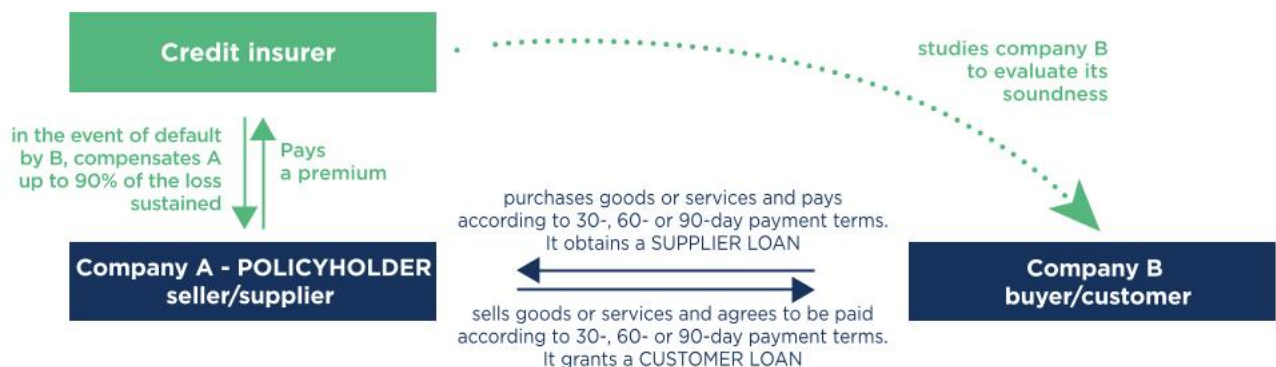 Credit insurer
studies company B
to evaluate its
soundness
in the event of default
by B, compensates A
up to 90% of the loss
sustained
Pays
a premium
purchases goods or services and pays
according to 30-, 60- or 90-day payment terms.
It obtains a SUPPLIER LOAN
Company A - POLICYHOLDER
seller/supplier
Company B
buyer/customer
sells goods or services and agrees to be paid
according to 30-, 60- or 90-day payment terms.
It grants a CUSTOMER LOAN